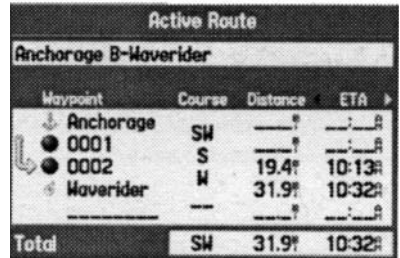 Active Route
Anchorage B-Waverider
Waypoint Course Distance ETA
Anchorage
SW
0001
S
0002 19.4 10:13
W
Waverider 31.9 10:32
Total SW 31.9 10:32